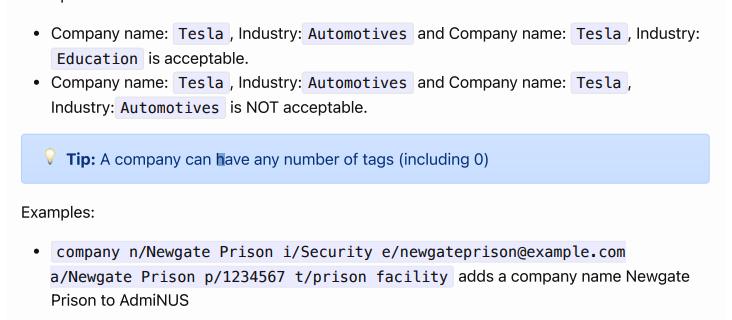 Company name: Tesla , Industry: Automotives and Company name: Tesla , Industry:
Education is acceptable.
Company name: Tesla , Industry: Automotives and Company name: Tesla ,
Industry: Automotives is NOT acceptable.
Tip: A company can have any number of tags (including 0)
Examples:
company n/Newgate Prison i/Security e/newgateprison@example.com
a/Newgate Prison p/1234567 t/prison facility adds a company name Newgate
Prison to AdmiNUS